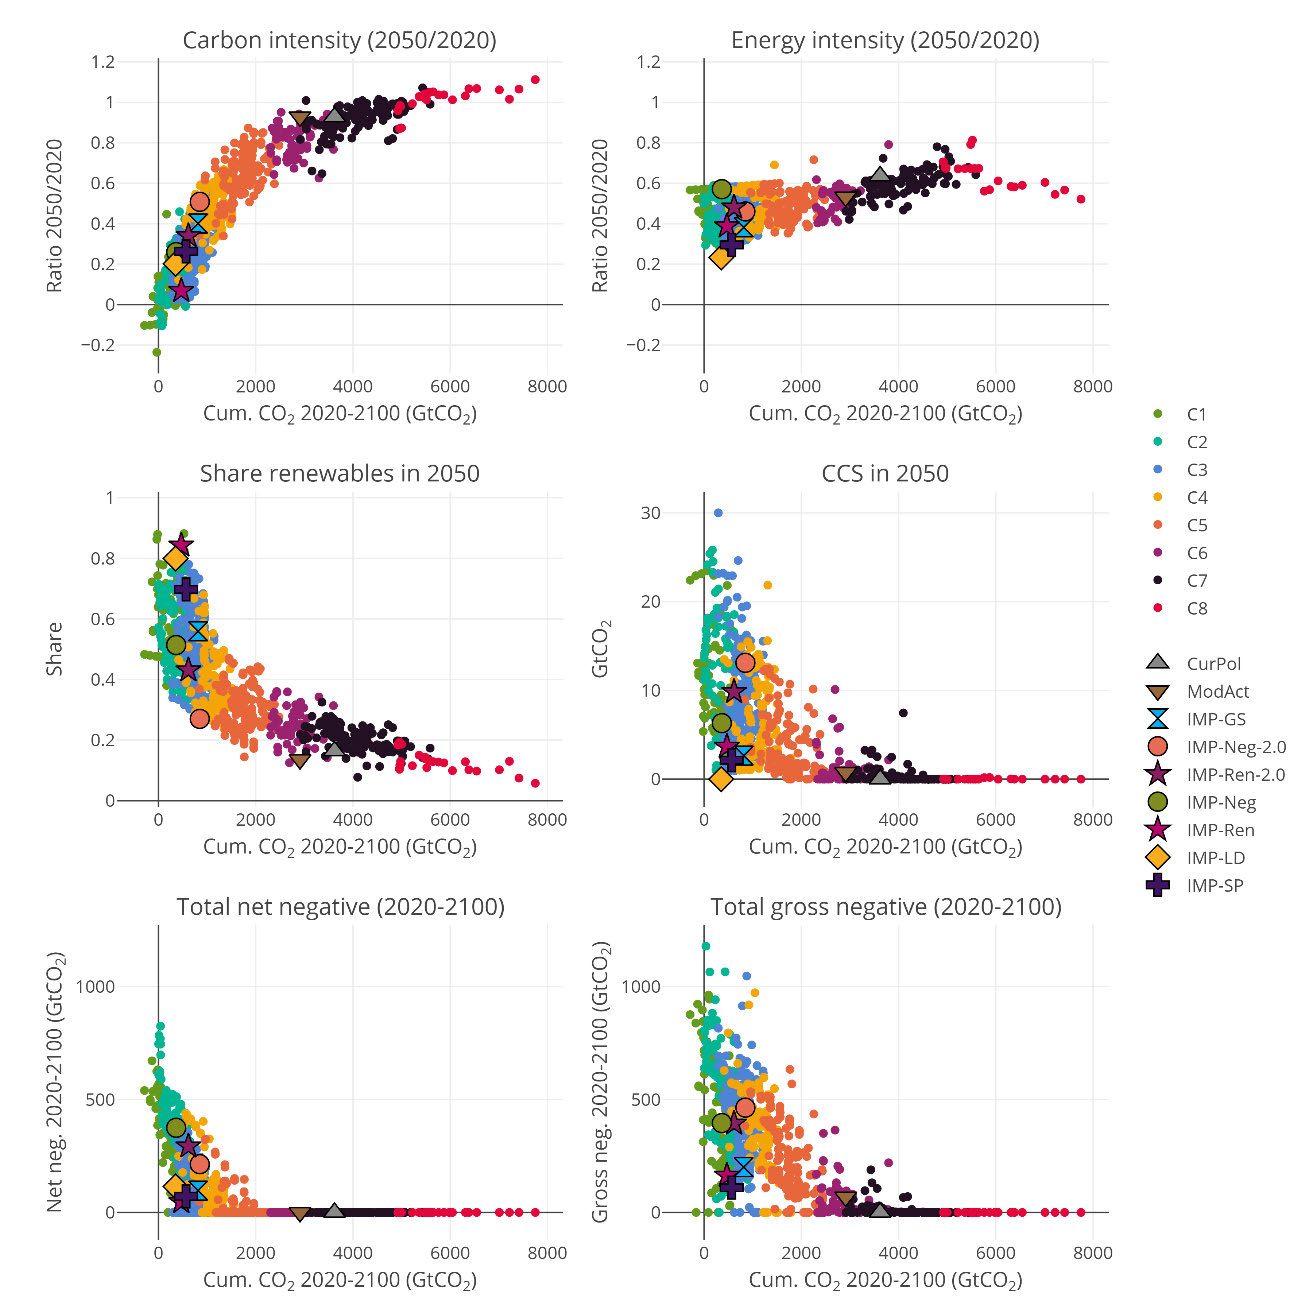 Carbon intensity (2050/2020)
Ratio 2050/2020
1.2
1
0.8
0.6
0.4
0.2
0
−0.2
0 2000 4000 6000 8000
Cum. CO2 2020-2100 (GtCO2)
Energy intensity (2050/2020)
Ratio 2050/2020
1.2
1
0.8
0.6
0.4
0.2
0
−0.2
0 2000 4000 6000 8000
Cum. CO2 2020-2100 (GtCO2)
Share renewables in 2050
Share
1
0.8
0.6
0.4
0.2
0
0 2000 4000 6000 8000
Cum. CO2 2020-2100 (GtCO2)
CCS in 2050
GtCO2
30
20
10
0
0 2000 4000 6000 8000
Cum. CO2 2020-2100 (GtCO2)
Total net negative (2020-2100)
Net neg. 2020-2100 (GtCO2)
1000
500
0
0 2000 4000 6000 8000
Cum. CO2 2020-2100 (GtCO2)
Total gross negative (2020-2100)
Gross neg. 2020-2100 (GtCO2)
1000
500
0
0 2000 4000 6000 8000
Cum. CO2 2020-2100 (GtCO2)
C1
C2
C3
C4
C5
C6
C7
C8
CurPol
ModAct
IMP-GS
IMP-Neg-2.0
IMP-Ren-2.0
IMP-Neg
IMP-Ren
IMP-LD
IMP-SP